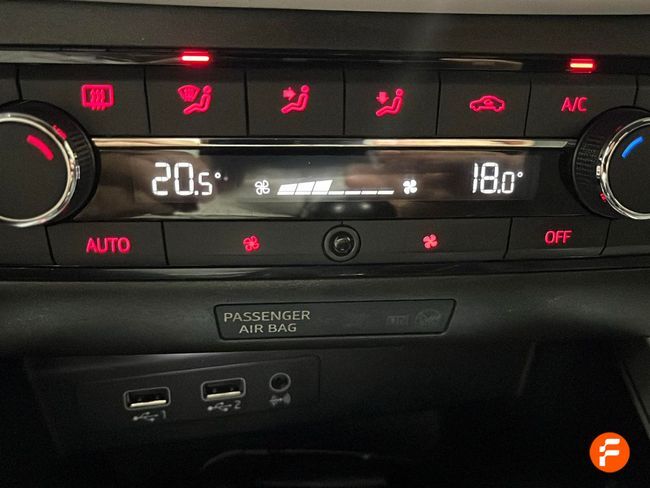 A/C
20.5°
18.0°
AUTO
OFF
PASSENGER
AIR BAG
1
2